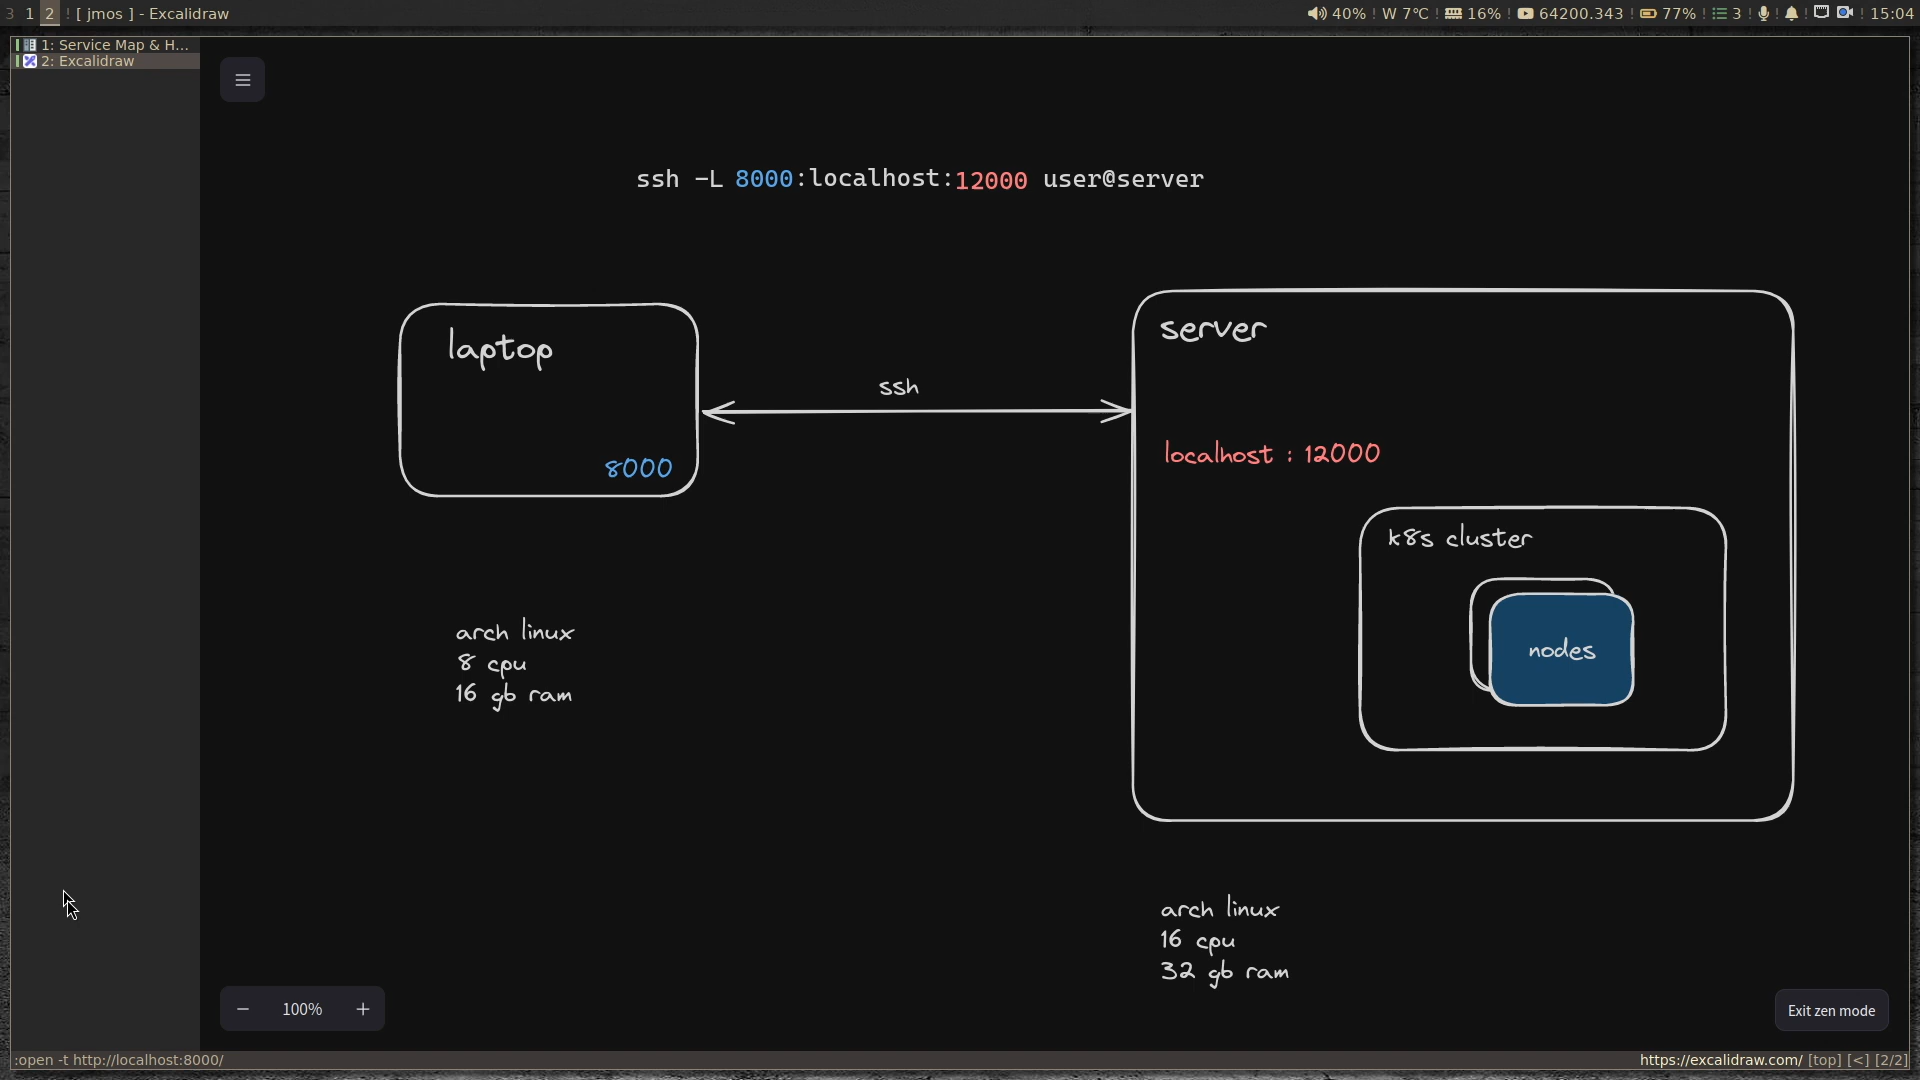 3 1 2 ! [ jmos ] - Excalidraw
40% ! W 7°C ! 16% ! 64200.343 ! 77% ! 3 ! ! ! 15:04
1: Service Map & H...
2: Excalidraw
ssh -L 8000:localhost:12000 user@server
laptop
8000
ssh
server
localhost : 12000
k8s cluster
nodes
arch linux
8 cpu
16 gb ram
arch linux
16 cpu
32 gb ram
100%
Exit zen mode
:open -t http://localhost:8000/
https://excalidraw.com/ [top] [<] [2/2]